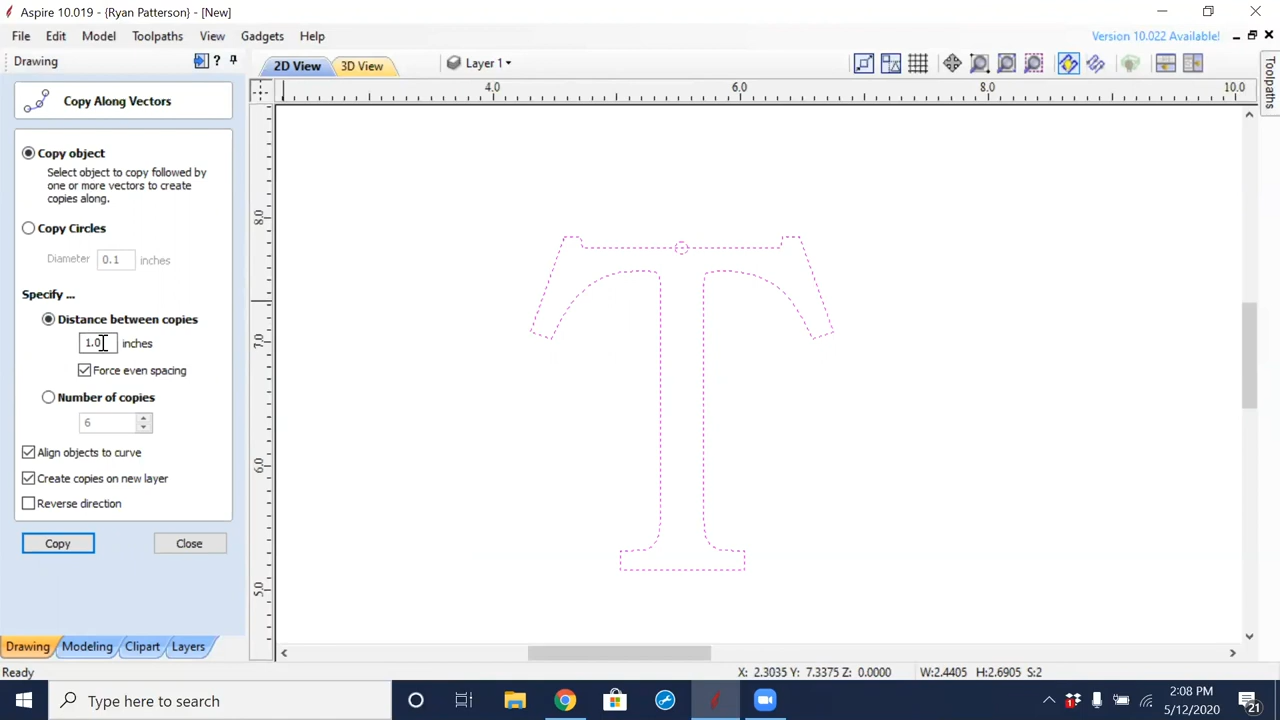 Aspire 10.019 - {Ryan Patterson} - [New]
File Edit Model Toolpaths View Gadgets Help
Version 10.022 Available!
Drawing
2D View 3D View Layer 1
Toolpaths
Copy Along Vectors
4.0 6.0 8.0 10.0
Copy object
Select object to copy followed by
one or more vectors to create
copies along.
Copy Circles
Diameter 0.1 inches
Specify ...
Distance between copies
1.0 inches
Force even spacing
Number of copies
6
Align objects to curve
Create copies on new layer
Reverse direction
Copy Close
8.0
7.0
6.0
5.0
T
Drawing Modeling Clipart Layers
Ready
X: 2.3035 Y: 7.3375 Z: 0.0000
W:2.4405 H:2.6905 S:2
Type here to search
2:08 PM
5/12/2020
21